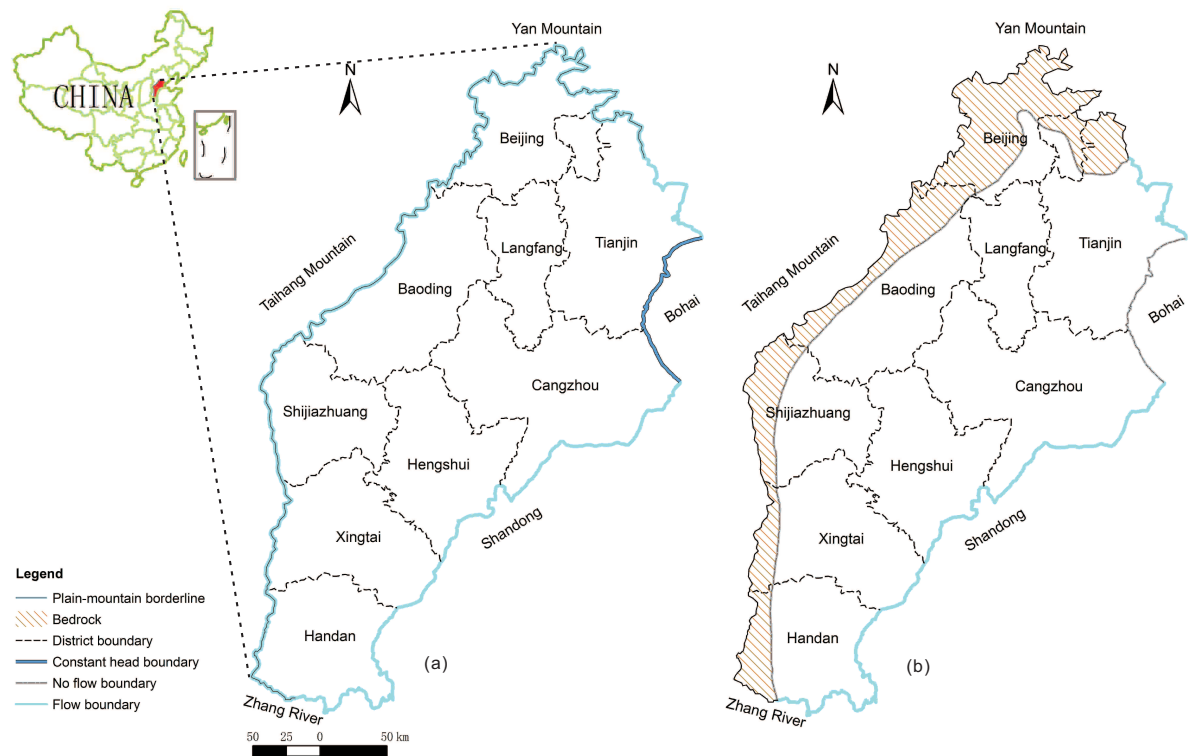 CHINA
Yan Mountain
N
Beijing
Langfang
Tianjin
Taihang Mountain
Baoding
Bohai
Cangzhou
Shijiazhuang
Hengshui
Shandong
Xingtai
Handan
(a)
Zhang River
50 25 0 50 km
Legend
Plain-mountain borderline
Bedrock
District boundary
Constant head boundary
No flow boundary
Flow boundary
Yan Mountain
N
Beijing
Langfang
Tianjin
Taihang Mountain
Baoding
Bohai
Cangzhou
Shijiazhuang
Hengshui
Shandong
Xingtai
Handan
(b)
Zhang River